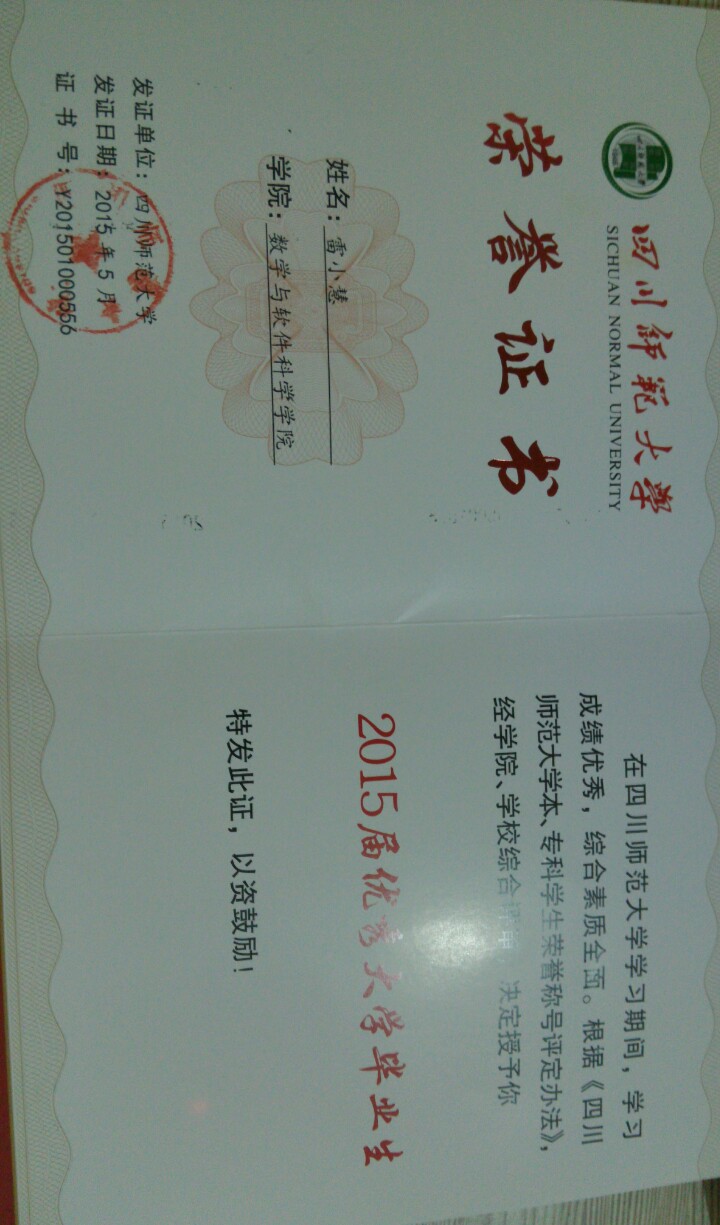 四川师范大学
SICHUAN NORMAL UNIVERSITY
荣誉证书
姓名：雷小慧
学院：数学与软件科学学院
发证单位：四川师范大学
发证日期：2015年5月
证 书 号：Y201501000556
在四川师范大学学习期间，学习
成绩优秀，综合素质全面。根据《四川
师范大学本、专科学生荣誉称号评定办法》，
经学院、学校综合评审 决定授予你
2015届优秀大学毕业生
特发此证，以资鼓励！